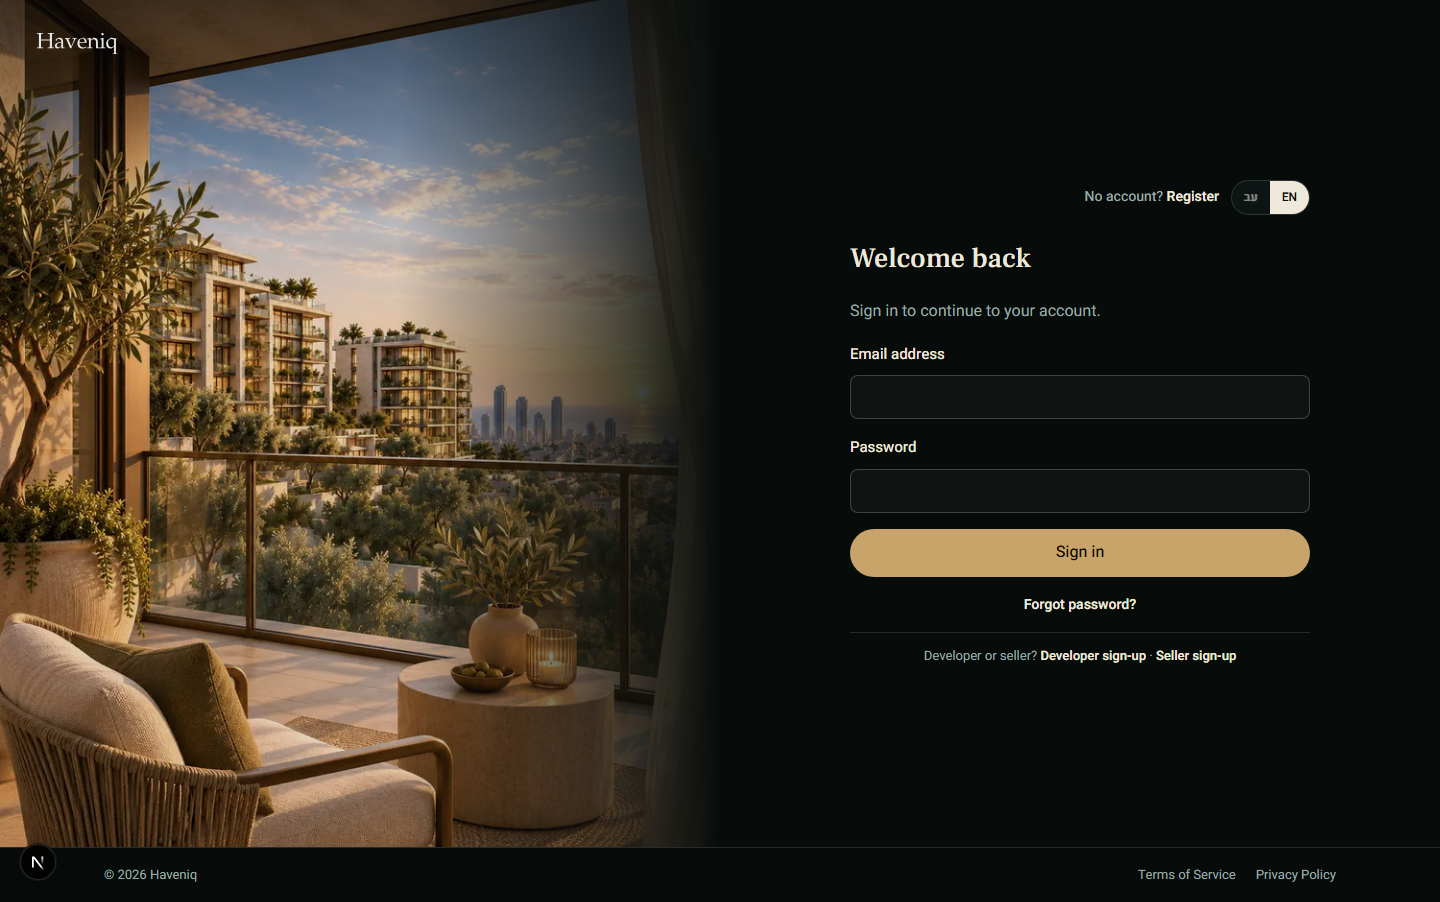 Haveniq
No account? Register עב EN
Welcome back
Sign in to continue to your account.
Email address
Password
Sign in
Forgot password?
Developer or seller? Developer sign-up · Seller sign-up
N
© 2026 Haveniq
Terms of Service Privacy Policy